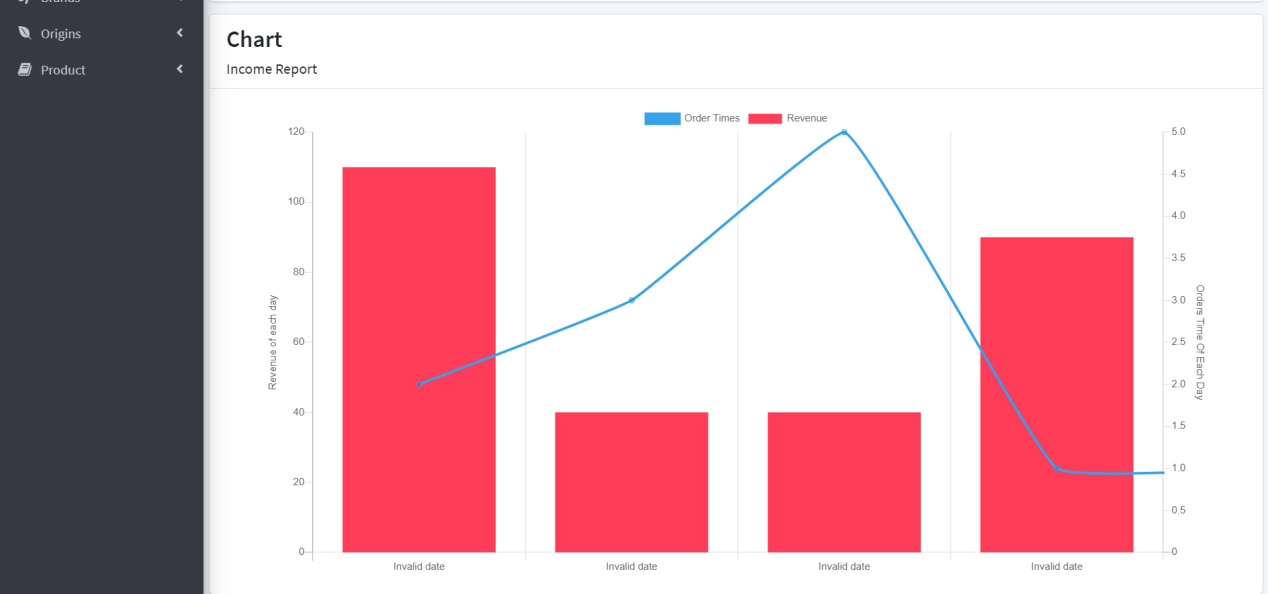 Brands
Origins
Product
Chart
Income Report
Order Times Revenue
120
100
80
60
40
20
0
Revenue of each day
5.0
4.5
4.0
3.5
3.0
2.5
2.0
1.5
1.0
0.5
0
Orders Time Of Each Day
Invalid date Invalid date Invalid date Invalid date